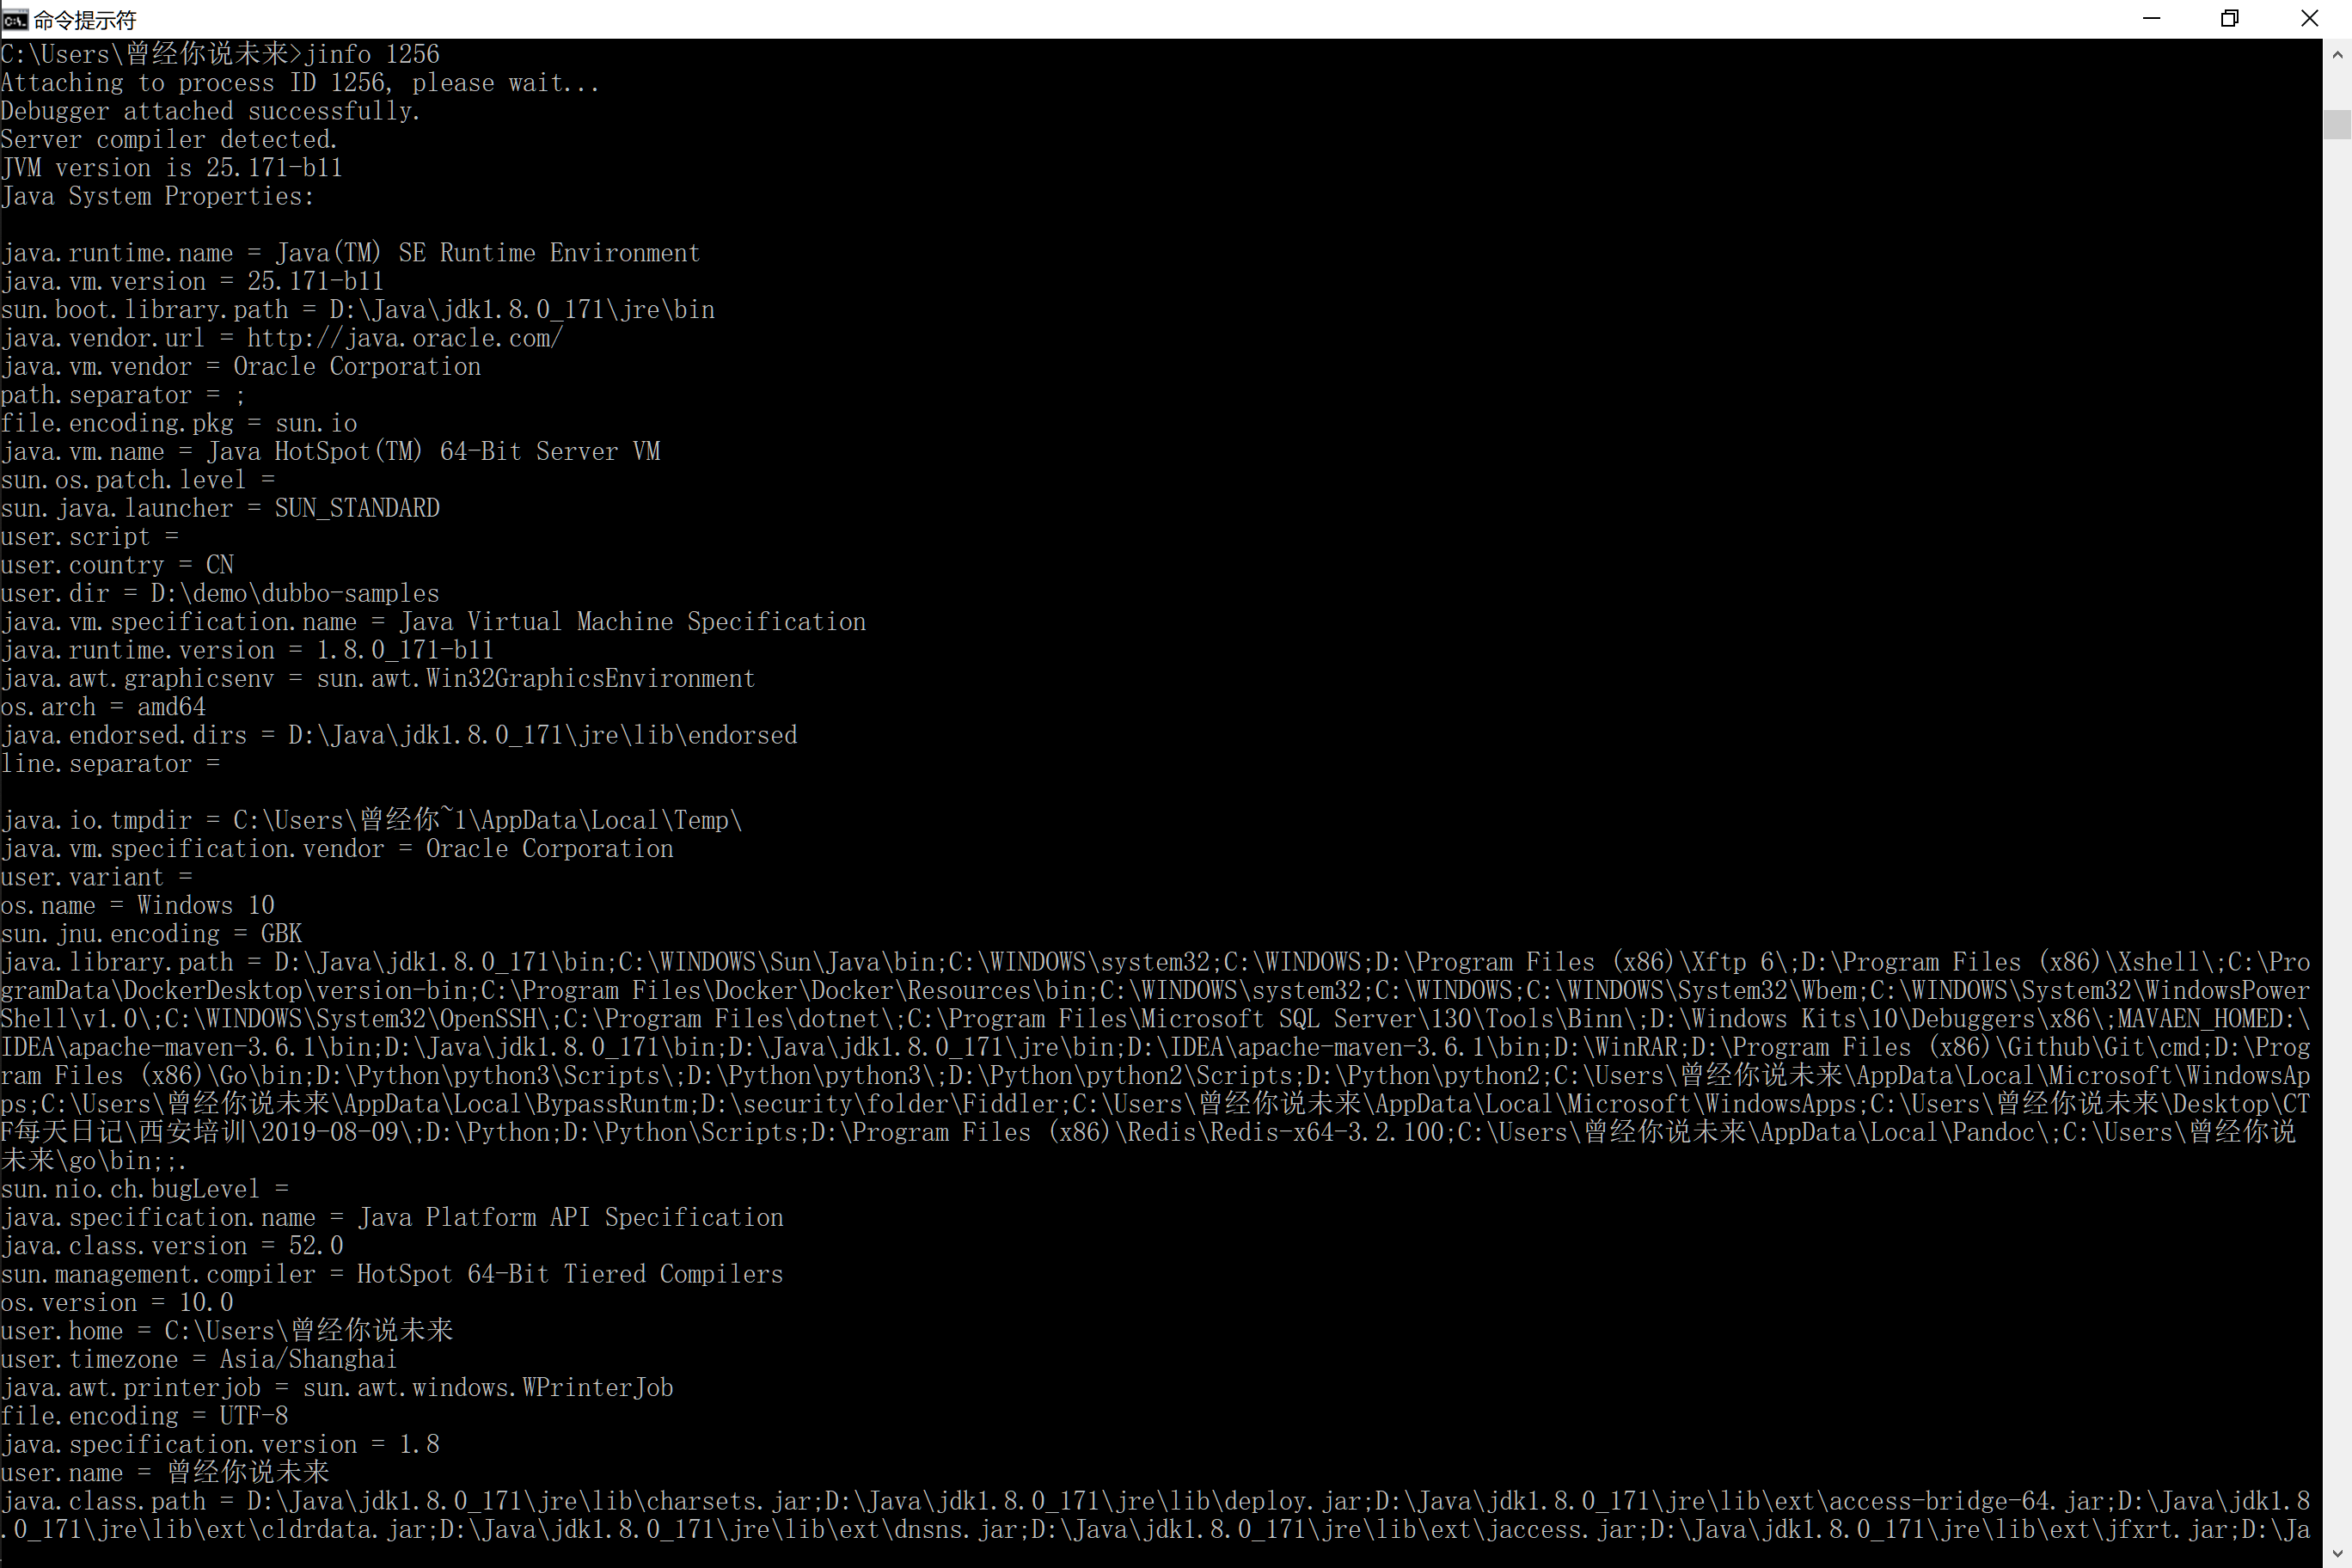 命令提示符
C:\Users\曾经你说未来>jinfo 1256
Attaching to process ID 1256, please wait...
Debugger attached successfully.
Server compiler detected.
JVM version is 25.171-b11
Java System Properties:
java.runtime.name = Java(TM) SE Runtime Environment
java.vm.version = 25.171-b11
sun.boot.library.path = D:\Java\jdk1.8.0_171\jre\bin
java.vendor.url = http://java.oracle.com/
java.vm.vendor = Oracle Corporation
path.separator = ;
file.encoding.pkg = sun.io
java.vm.name = Java HotSpot(TM) 64-Bit Server VM
sun.os.patch.level =
sun.java.launcher = SUN_STANDARD
user.script =
user.country = CN
user.dir = D:\demo\dubbo-samples
java.vm.specification.name = Java Virtual Machine Specification
java.runtime.version = 1.8.0_171-b11
java.awt.graphicsenv = sun.awt.Win32GraphicsEnvironment
os.arch = amd64
java.endorsed.dirs = D:\Java\jdk1.8.0_171\jre\lib\endorsed
line.separator =
java.io.tmpdir = C:\Users\曾经你~1\AppData\Local\Temp\
java.vm.specification.vendor = Oracle Corporation
user.variant =
os.name = Windows 10
sun.jnu.encoding = GBK
java.library.path = D:\Java\jdk1.8.0_171\bin;C:\WINDOWS\Sun\Java\bin;C:\WINDOWS\system32;C:\WINDOWS;D:\Program Files (x86)\Xftp 6\;D:\Program Files (x86)\Xshell\;C:\Pro
gramData\DockerDesktop\version-bin;C:\Program Files\Docker\Docker\Resources\bin;C:\WINDOWS\system32;C:\WINDOWS;C:\WINDOWS\System32\Wbem;C:\WINDOWS\System32\WindowsPower
Shell\v1.0\;C:\WINDOWS\System32\OpenSSH\;C:\Program Files\dotnet\;C:\Program Files\Microsoft SQL Server\130\Tools\Binn\;D:\Windows Kits\10\Debuggers\x86\;MAVAEN_HOMED:\
IDEA\apache-maven-3.6.1\bin;D:\Java\jdk1.8.0_171\bin;D:\Java\jdk1.8.0_171\jre\bin;D:\IDEA\apache-maven-3.6.1\bin;D:\WinRAR;D:\Program Files (x86)\Github\Git\cmd;D:\Prog
ram Files (x86)\Go\bin;D:\Python\python3\Scripts\;D:\Python\python3\;D:\Python\python2\Scripts;D:\Python\python2;C:\Users\曾经你说未来\AppData\Local\Microsoft\WindowsAp
ps;C:\Users\曾经你说未来\AppData\Local\BypassRuntm;D:\security\folder\Fiddler;C:\Users\曾经你说未来\AppData\Local\Microsoft\WindowsApps;C:\Users\曾经你说未来\Desktop\CT
F每天日记\西安培训\2019-08-09\;D:\Python;D:\Python\Scripts;D:\Program Files (x86)\Redis\Redis-x64-3.2.100;C:\Users\曾经你说未来\AppData\Local\Pandoc\;C:\Users\曾经你说
未来\go\bin;;.
sun.nio.ch.bugLevel =
java.specification.name = Java Platform API Specification
java.class.version = 52.0
sun.management.compiler = HotSpot 64-Bit Tiered Compilers
os.version = 10.0
user.home = C:\Users\曾经你说未来
user.timezone = Asia/Shanghai
java.awt.printerjob = sun.awt.windows.WPrinterJob
file.encoding = UTF-8
java.specification.version = 1.8
user.name = 曾经你说未来
java.class.path = D:\Java\jdk1.8.0_171\jre\lib\charsets.jar;D:\Java\jdk1.8.0_171\jre\lib\deploy.jar;D:\Java\jdk1.8.0_171\jre\lib\ext\access-bridge-64.jar;D:\Java\jdk1.8
.0_171\jre\lib\ext\cldrdata.jar;D:\Java\jdk1.8.0_171\jre\lib\ext\dnsns.jar;D:\Java\jdk1.8.0_171\jre\lib\ext\jaccess.jar;D:\Java\jdk1.8.0_171\jre\lib\ext\jfxrt.jar;D:\Ja